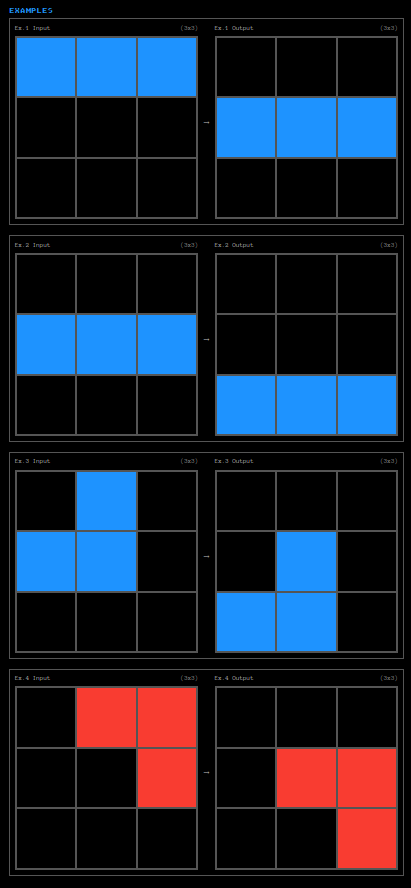 EXAMPLES
Ex.1 Input (3x3) Ex.1 Output (3x3)
→
Ex.2 Input (3x3) Ex.2 Output (3x3)
→
Ex.3 Input (3x3) Ex.3 Output (3x3)
→
Ex.4 Input (3x3) Ex.4 Output (3x3)
→